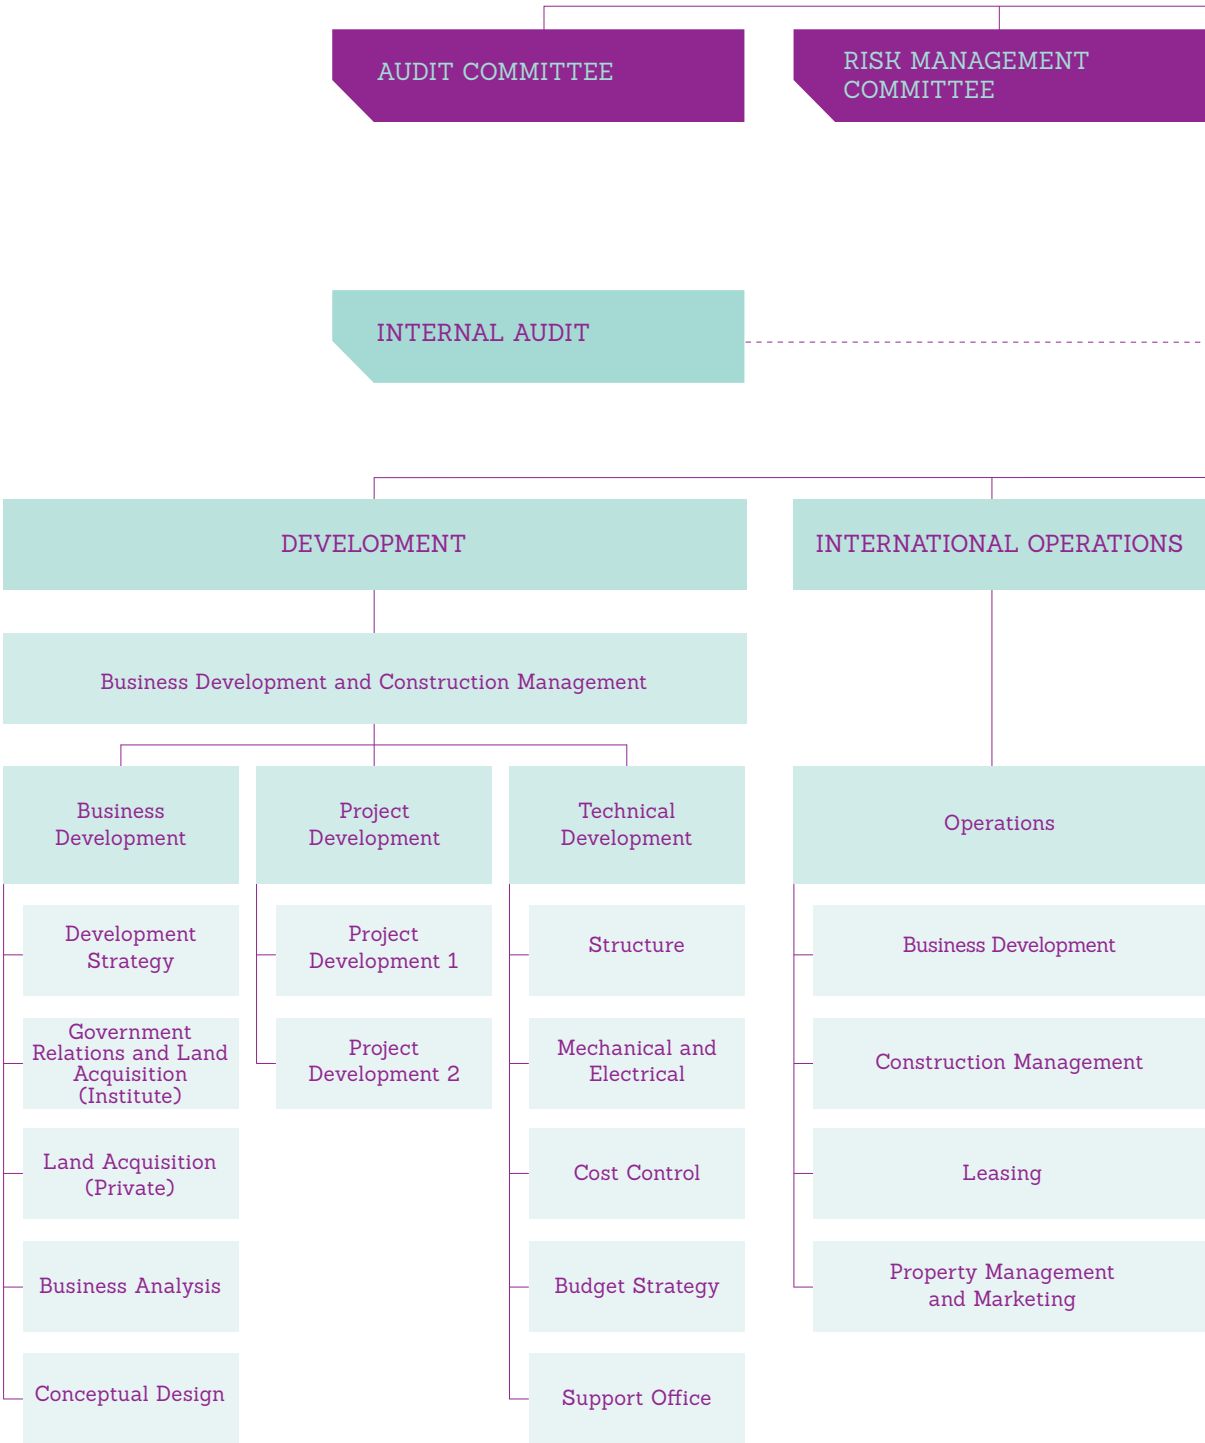 AUDIT COMMITTEE
RISK MANAGEMENT
COMMITTEE
INTERNAL AUDIT
DEVELOPMENT
INTERNATIONAL OPERATIONS
Business Development and Construction Management
Business
Development
Project
Development
Technical
Development
Operations
Development
Strategy
Government
Relations and Land
Acquisition
(Institute)
Land Acquisition
(Private)
Business Analysis
Conceptual Design
Project
Development 1
Project
Development 2
Structure
Mechanical and
Electrical
Cost Control
Budget Strategy
Support Office
Business Development
Construction Management
Leasing
Property Management
and Marketing